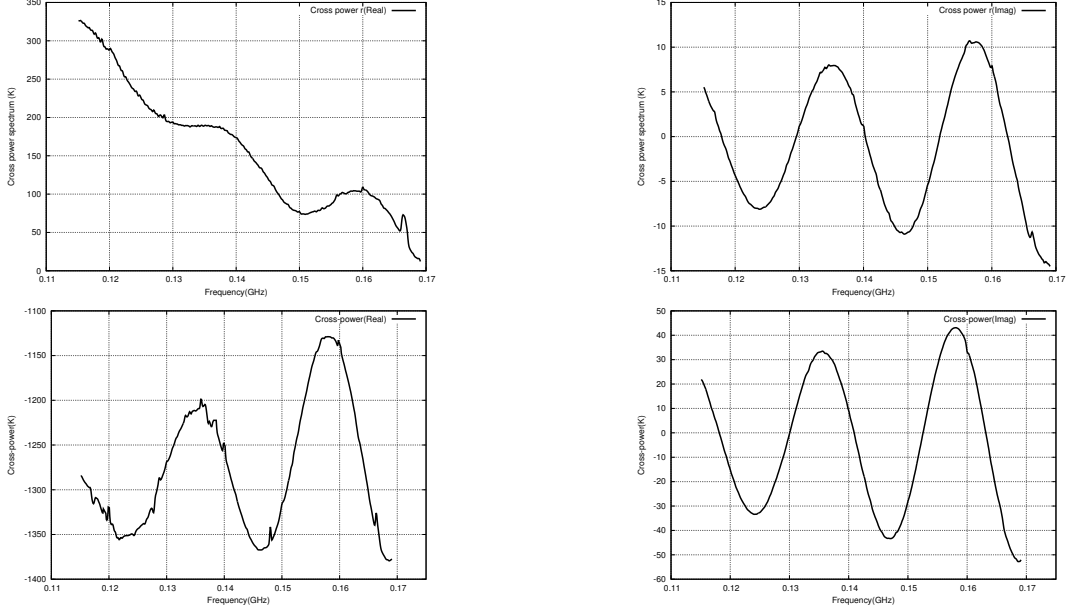 Cross power r(Real)
350
300
250
200
150
100
50
0
Cross power spectrum (K)
0.11 0.12 0.13 0.14 0.15 0.16 0.17
Frequency(GHz)
Cross power r(Imag)
15
10
5
0
-5
-10
-15
Cross power spectrum (K)
0.11 0.12 0.13 0.14 0.15 0.16 0.17
Frequency(GHz)
Cross-power(Real)
-1100
-1150
-1200
-1250
-1300
-1350
-1400
Cross-power(K)
0.11 0.12 0.13 0.14 0.15 0.16 0.17
Frequency(GHz)
Cross-power(Imag)
50
40
30
20
10
0
-10
-20
-30
-40
-50
-60
Cross-power(K)
0.11 0.12 0.13 0.14 0.15 0.16 0.17
Frequency(GHz)